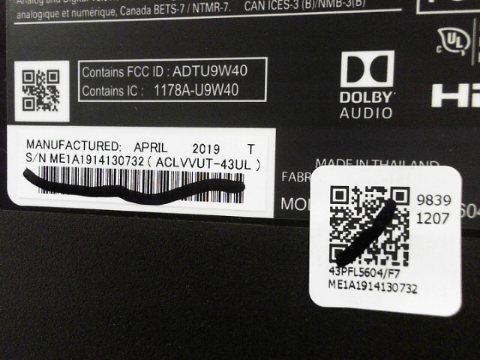 analogique et numérique, Canada BETS-7 / NTMR-7. CAN ICES-3 (B)/NMB-3(B)
Contains FCC ID : ADTU9W40
Contains IC : 1178A-U9W40
DOLBY
AUDIO
UL
MANUFACTURED: APRIL 2019 T
S/N ME1A1914130732 ( ACLVVUT-43UL )
MADE IN THAILAND
9839
1207
43PFL5604/F7
ME1A1914130732